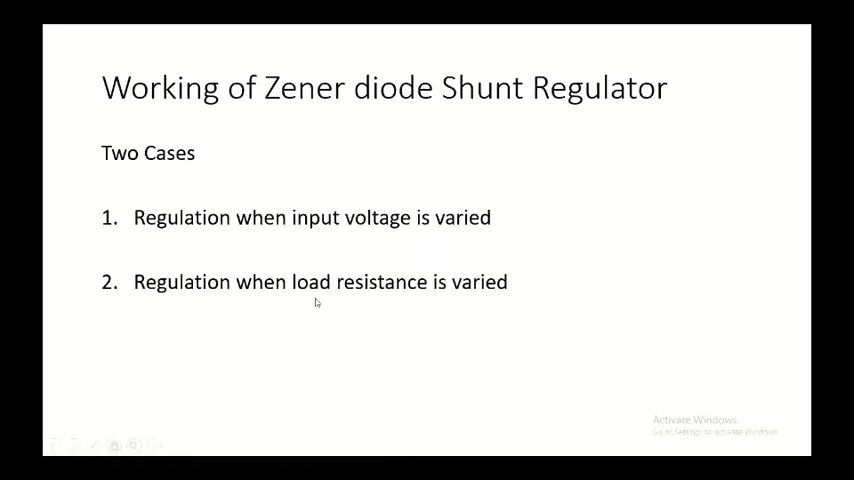 Working of Zener diode Shunt Regulator
Two Cases
1. Regulation when input voltage is varied
2. Regulation when load resistance is varied
Activate Windows
Go to Settings to activate Windows.